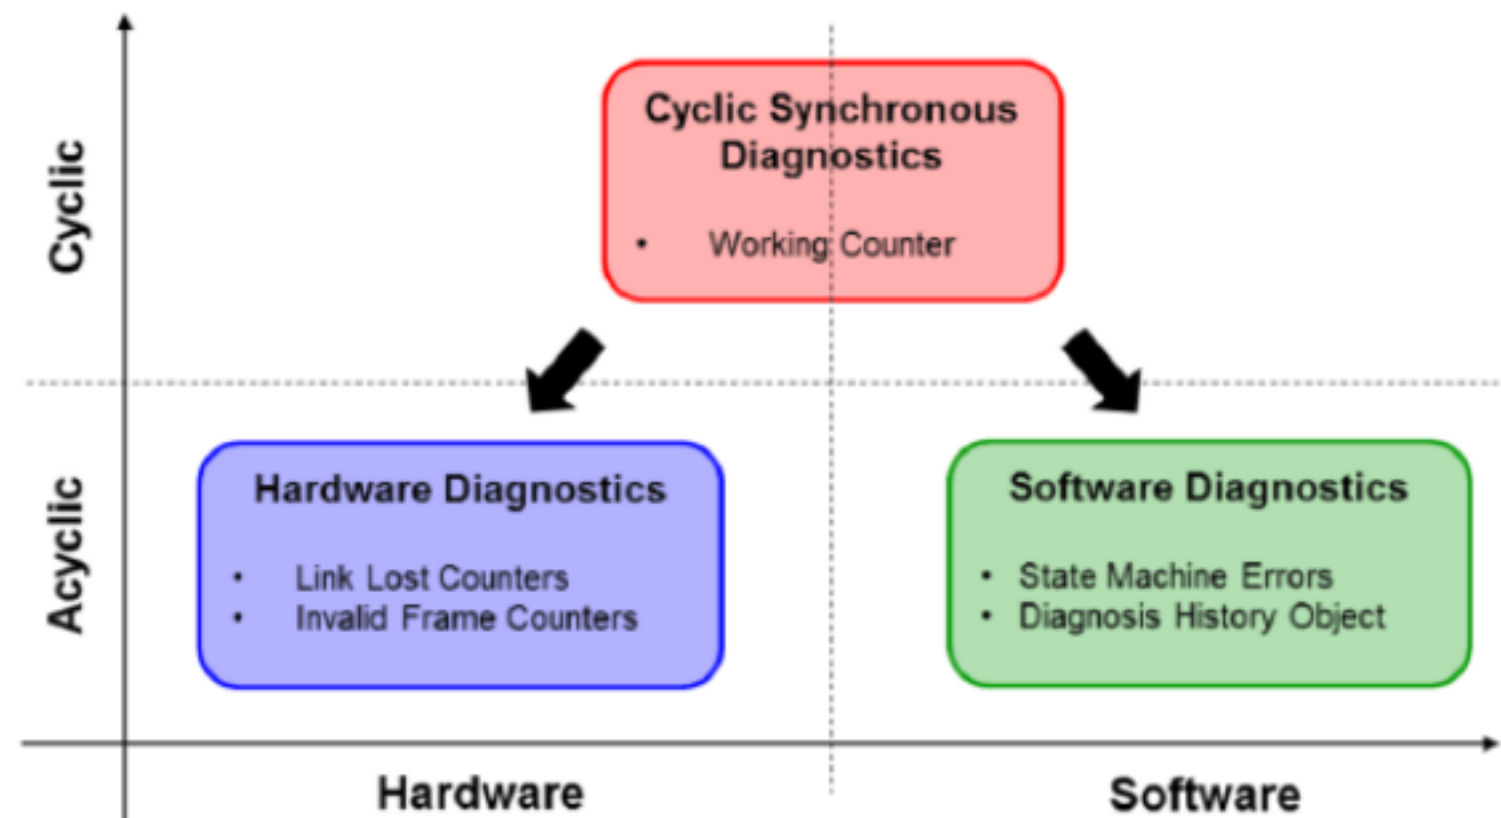 Cyclic
Cyclic Synchronous
Diagnostics
• Working Counter
Acyclic
Hardware Diagnostics
• Link Lost Counters
• Invalid Frame Counters
Software Diagnostics
• State Machine Errors
• Diagnosis History Object
Hardware
Software